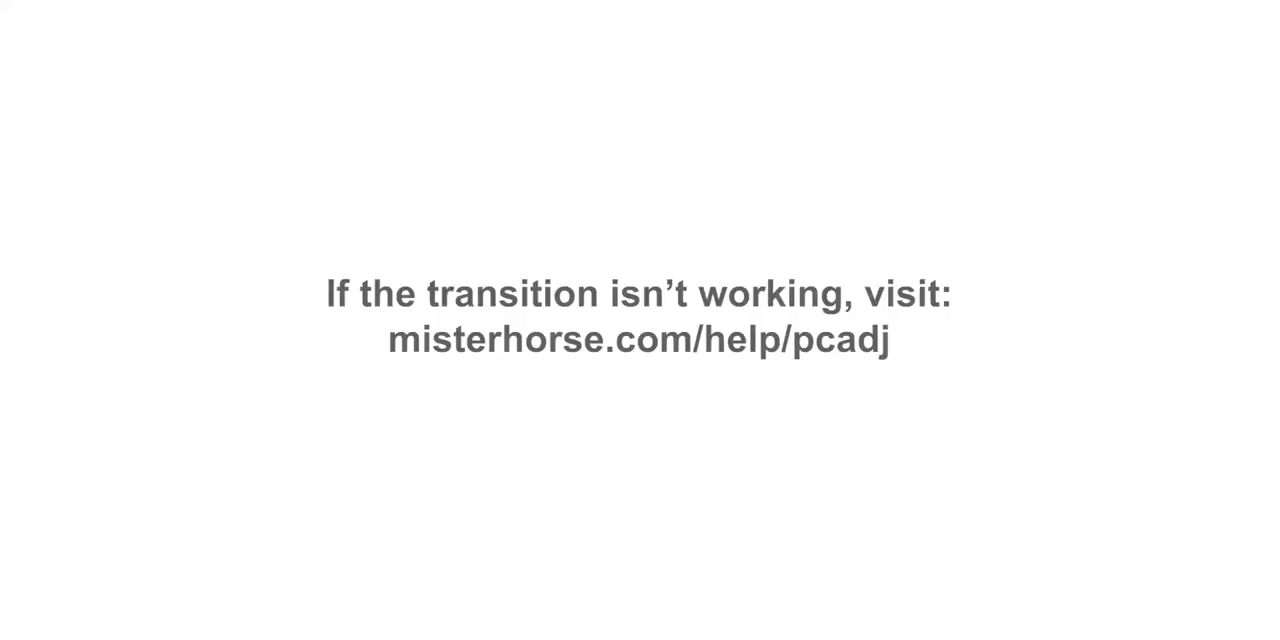 If the transition isn’t working, visit:
misterhorse.com/help/pcadj